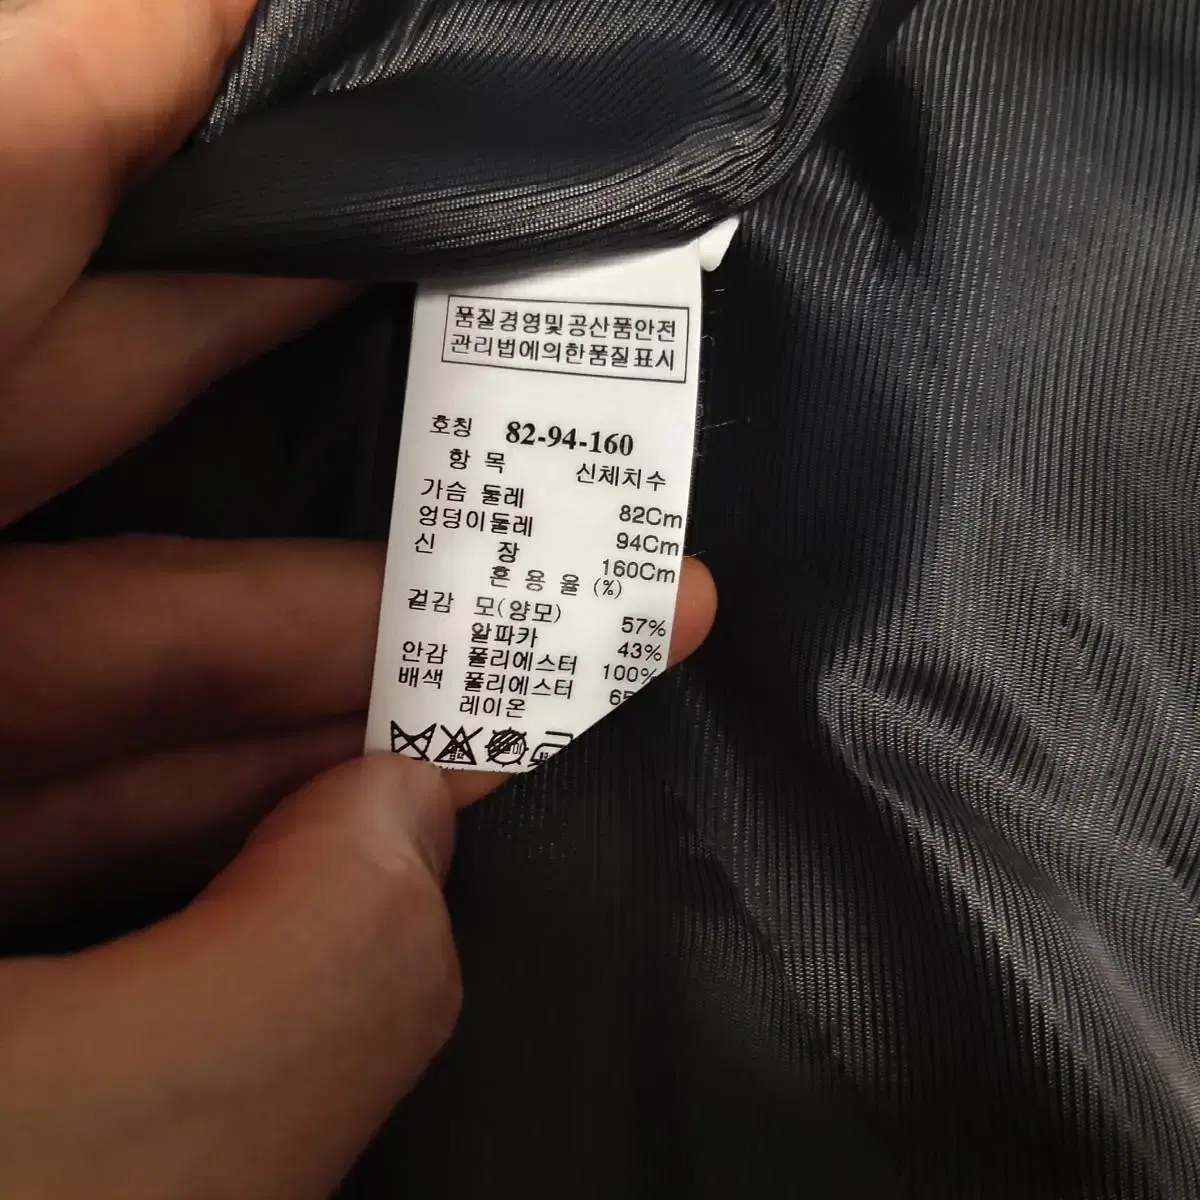 품질경영및공산품안전
관리법에의한품질표시
호칭 82-94-160
항 목 신체치수
가슴 둘레 82Cm
엉덩이둘레 94Cm
신 장 160Cm
혼 용 율 (%)
겉감 모(양모) 57%
알파카 43%
안감 폴리에스터 100%
배색 폴리에스터
레이온